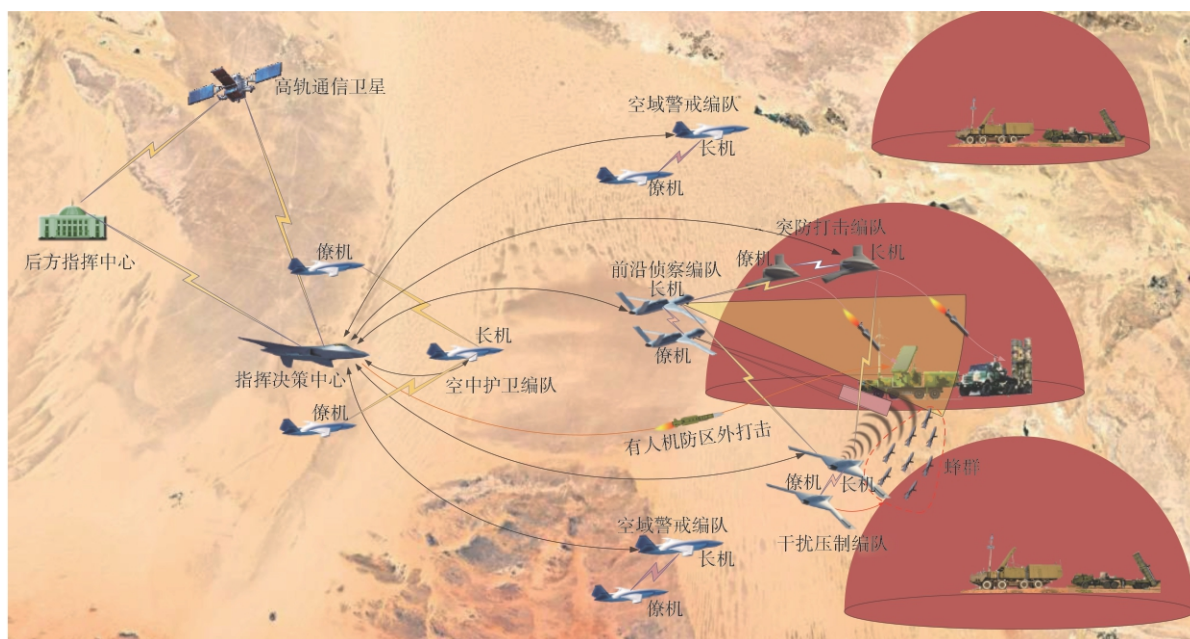 高轨通信卫星
空域警戒编队
长机
僚机
后方指挥中心
僚机
突防打击编队
长机
僚机
前沿侦察编队
长机
僚机
长机
指挥决策中心
空中护卫编队
僚机
有人机防区外打击
蜂群
僚机
长机
干扰压制编队
空域警戒编队
长机
僚机